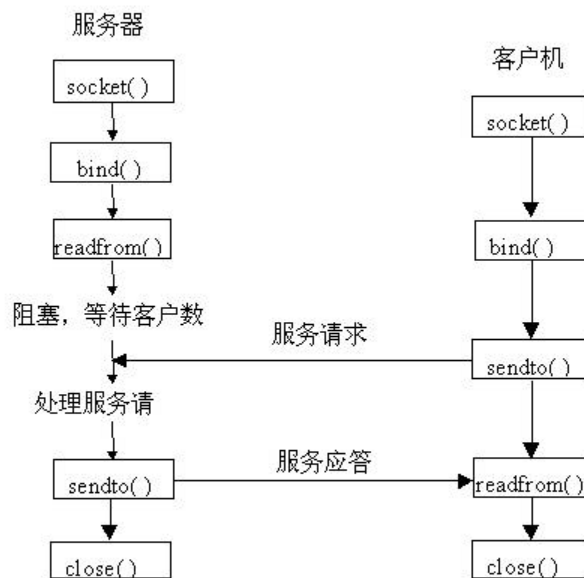 服务器
socket()
bind()
readfrom()
阻塞，等待客户数
处理服务请
sendto()
close()
服务请求
服务应答
客户机
socket()
bind()
sendto()
readfrom()
close()